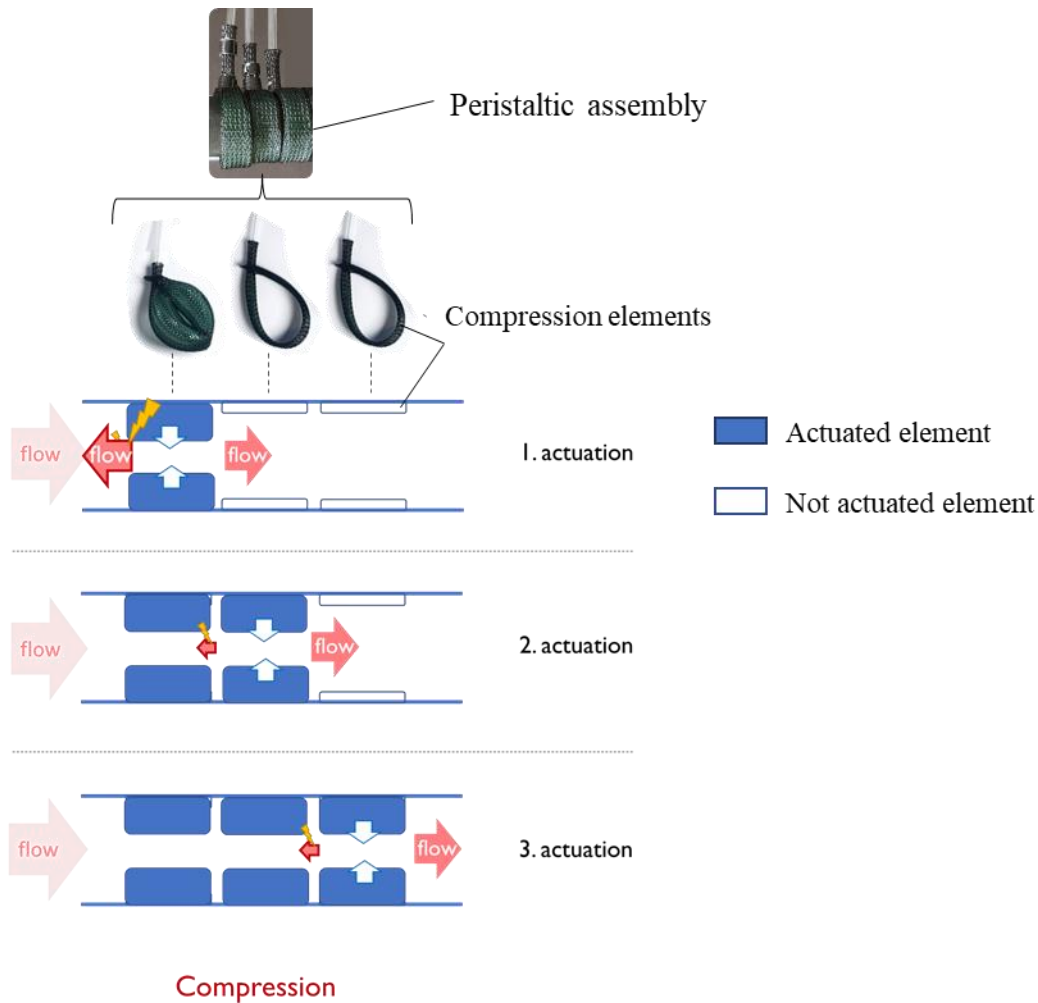 Peristaltic assembly
Compression elements
flow
flow
flow
1. actuation
Actuated element
Not actuated element
flow
flow
2. actuation
flow
flow
3. actuation
Compression